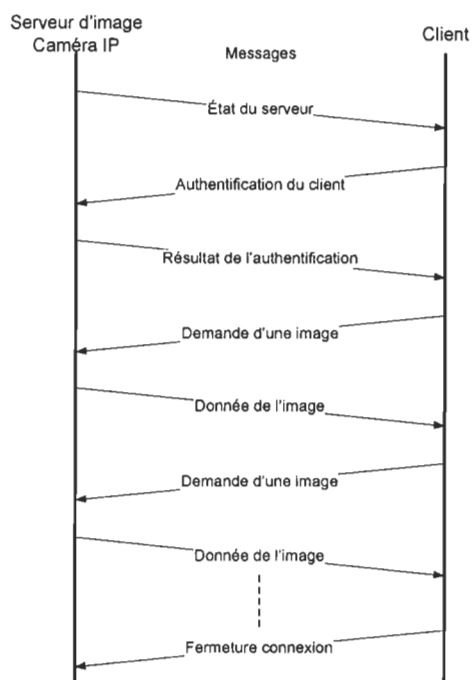 Serveur d'image
Caméra IP
Messages
Client
État du serveur
Authentification du client
Résultat de l'authentification
Demande d'une image
Donnée de l'image
Demande d'une image
Donnée de l'image
Fermeture connexion